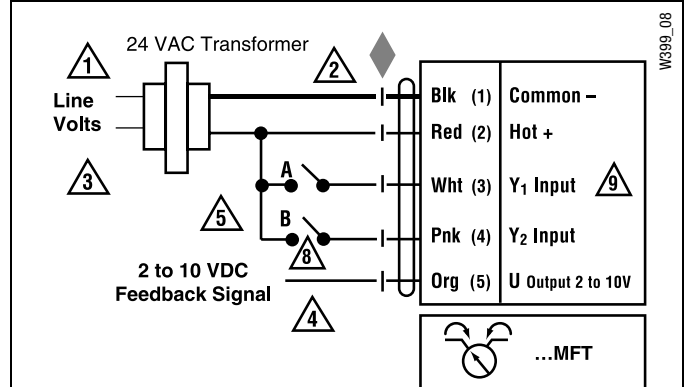 W399_08
24 VAC Transformer
1
2
Line
Volts
3
Blk (1) Common –
Red (2) Hot +
A
Wht (3) Y₁ Input 9
5
B
8
Pnk (4) Y₂ Input
2 to 10 VDC
Feedback Signal
4
Org (5) U Output 2 to 10V
...MFT